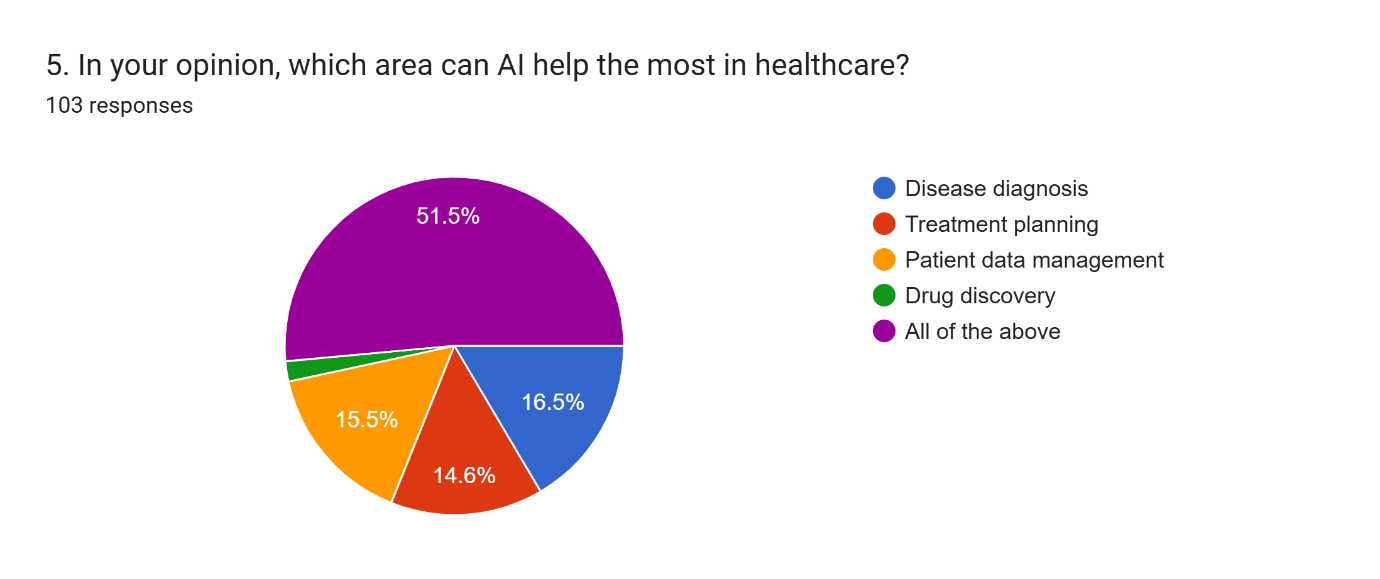 5. In your opinion, which area can AI help the most in healthcare?
103 responses
51.5%
16.5%
15.5%
14.6%
Disease diagnosis
Treatment planning
Patient data management
Drug discovery
All of the above